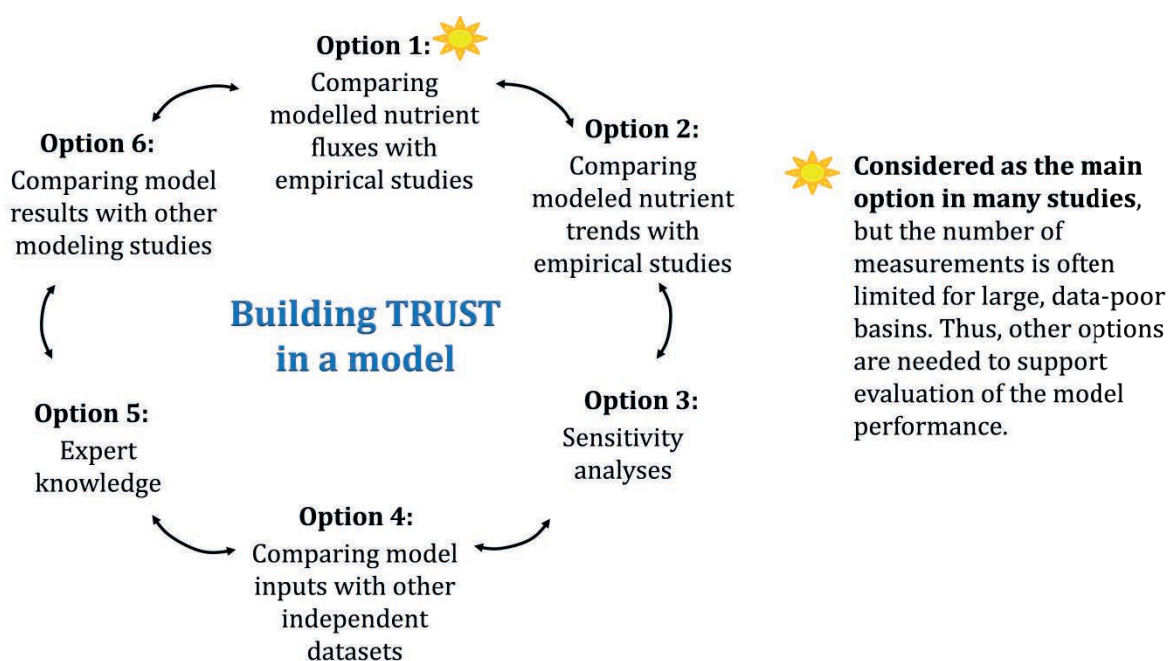 Option 1:
Comparing
modelled nutrient
fluxes with
empirical studies
Option 2:
Comparing
modeled nutrient
trends with
empirical studies
Option 3:
Sensitivity
analyses
Option 4:
Comparing model
inputs with other
independent
datasets
Option 5:
Expert
knowledge
Option 6:
Comparing model
results with other
modeling studies
Building TRUST
in a model
Considered as the main
option in many studies,
but the number of
measurements is often
limited for large, data-poor
basins. Thus, other options
are needed to support
evaluation of the model
performance.